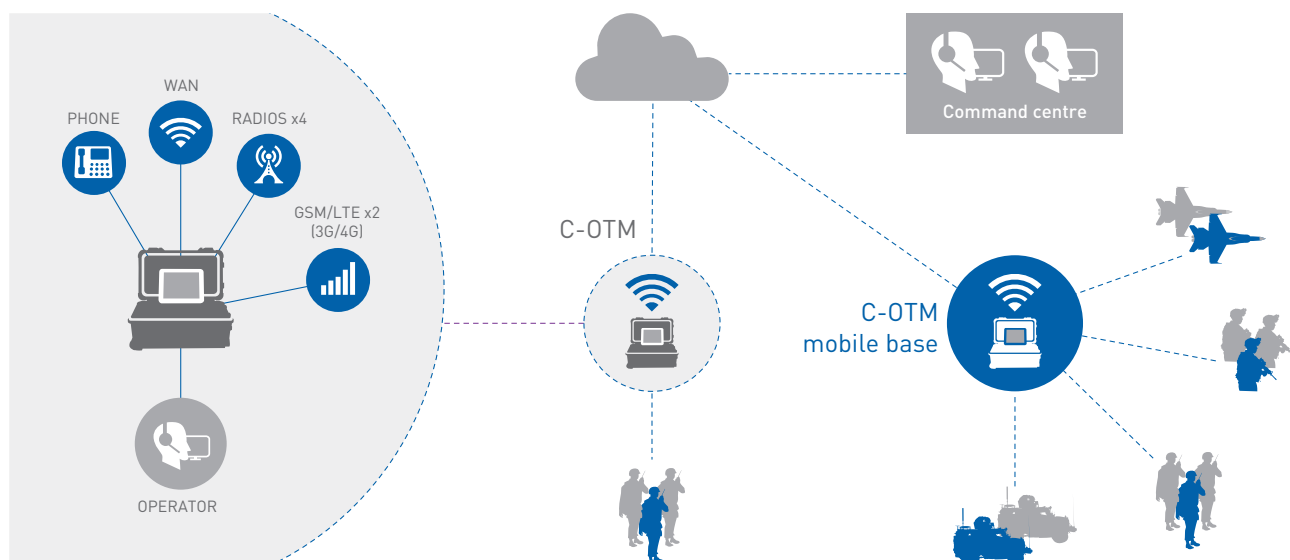 WAN
PHONE
RADIOS x4
GSM/LTE x2
(3G/4G)
OPERATOR
C-OTM
Command centre
C-OTM
mobile base